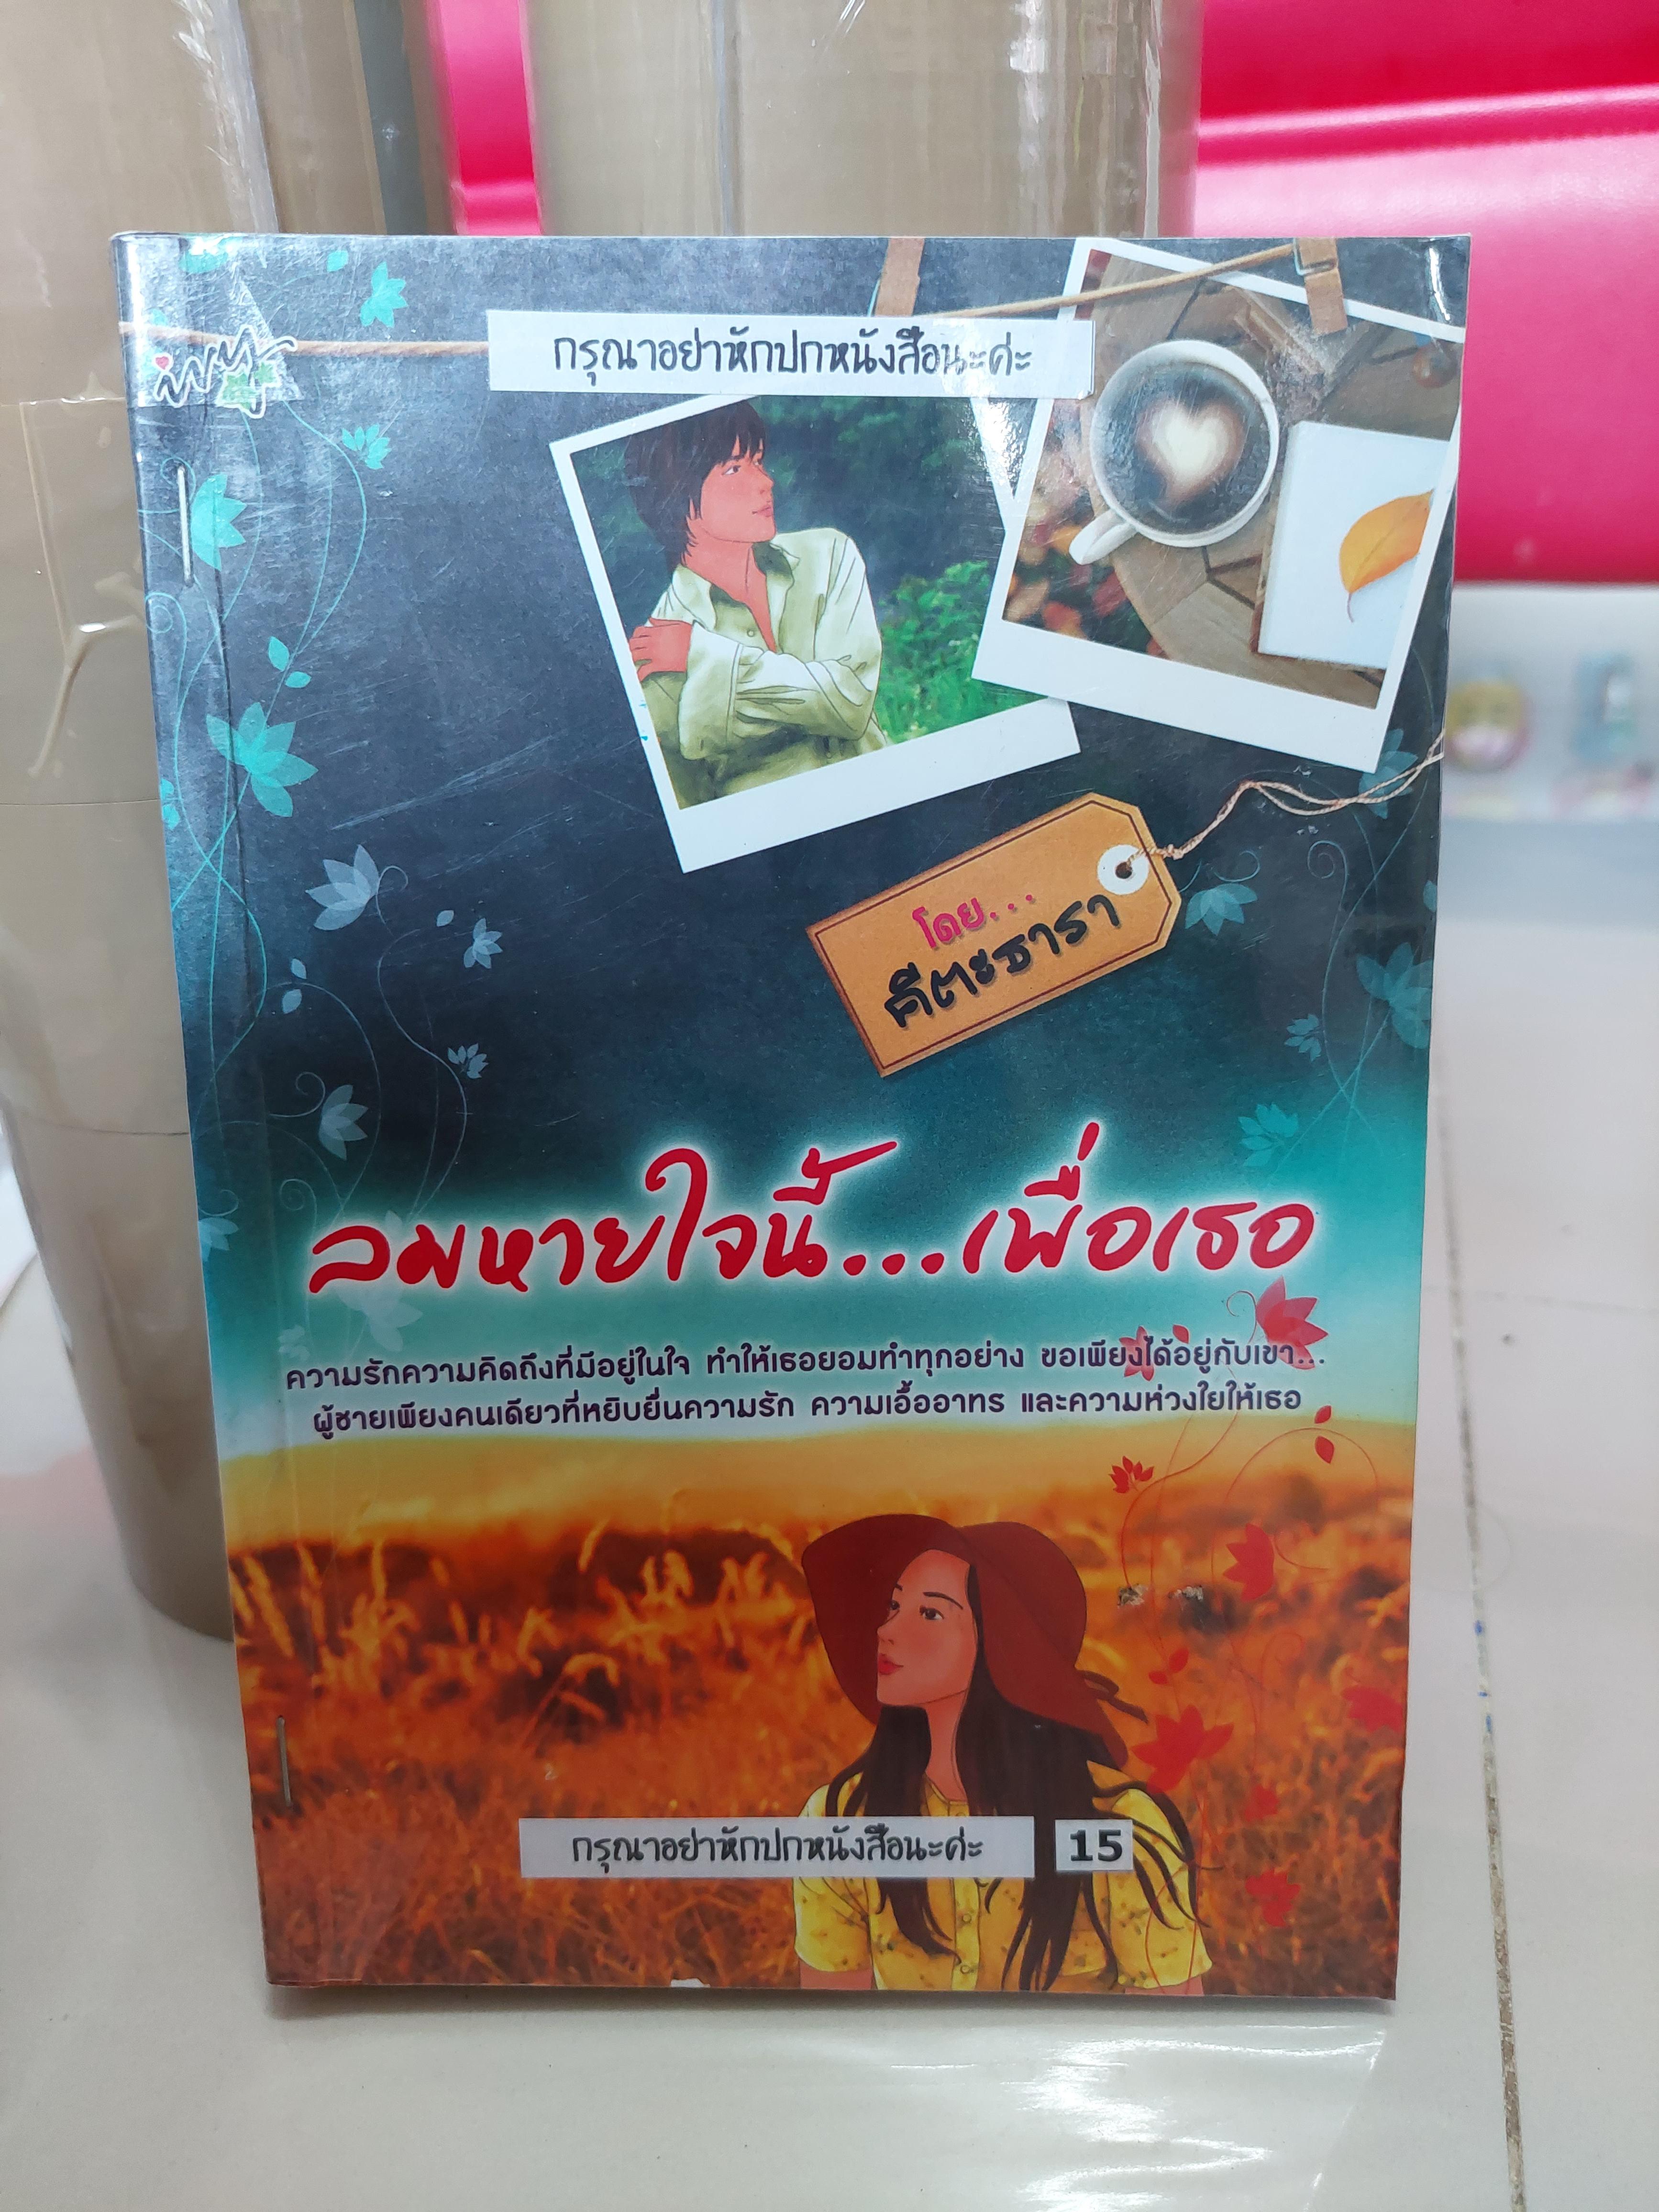 กรุณาอย่าหักปกหนังสือนะค่ะ
โดย...
คีตะธารา
ลมหายใจนี้...เพื่อเธอ
ความรักความคิดถึงที่มีอยู่ในใจ ทำให้เธอยอมทำทุกอย่าง ขอเพียงได้อยู่กับเขา...
ผู้ชายเพียงคนเดียวที่หยิบยื่นความรัก ความเอื้ออาทร และความห่วงใยให้เธอ
กรุณาอย่าหักปกหนังสือนะค่ะ 15